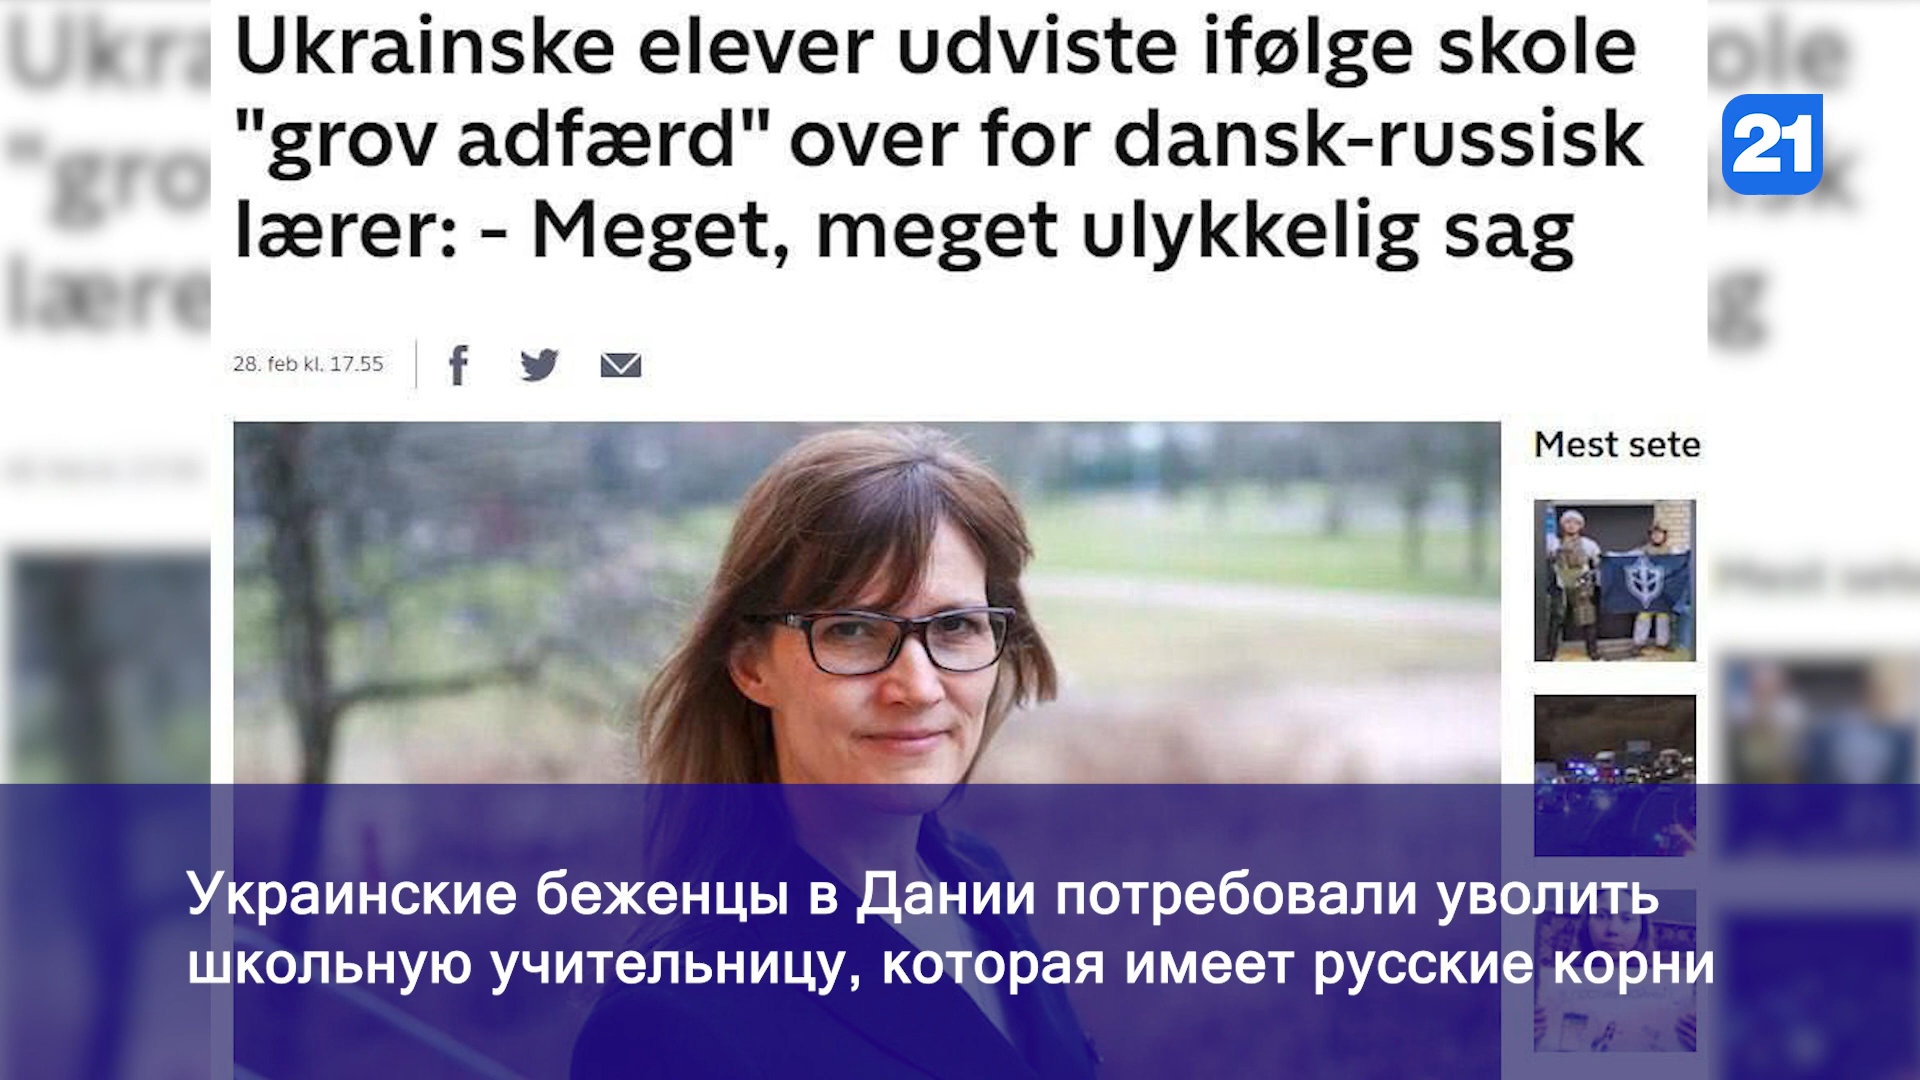 Ukrainske elever udviste ifølge skole
"grov adfærd" over for dansk-russisk
lærer: - Meget, meget ulykkelig sag
21
28. feb kl. 17.55
Mest sete
Украинские беженцы в Дании потребовали уволить
школьную учительницу, которая имеет русские корни